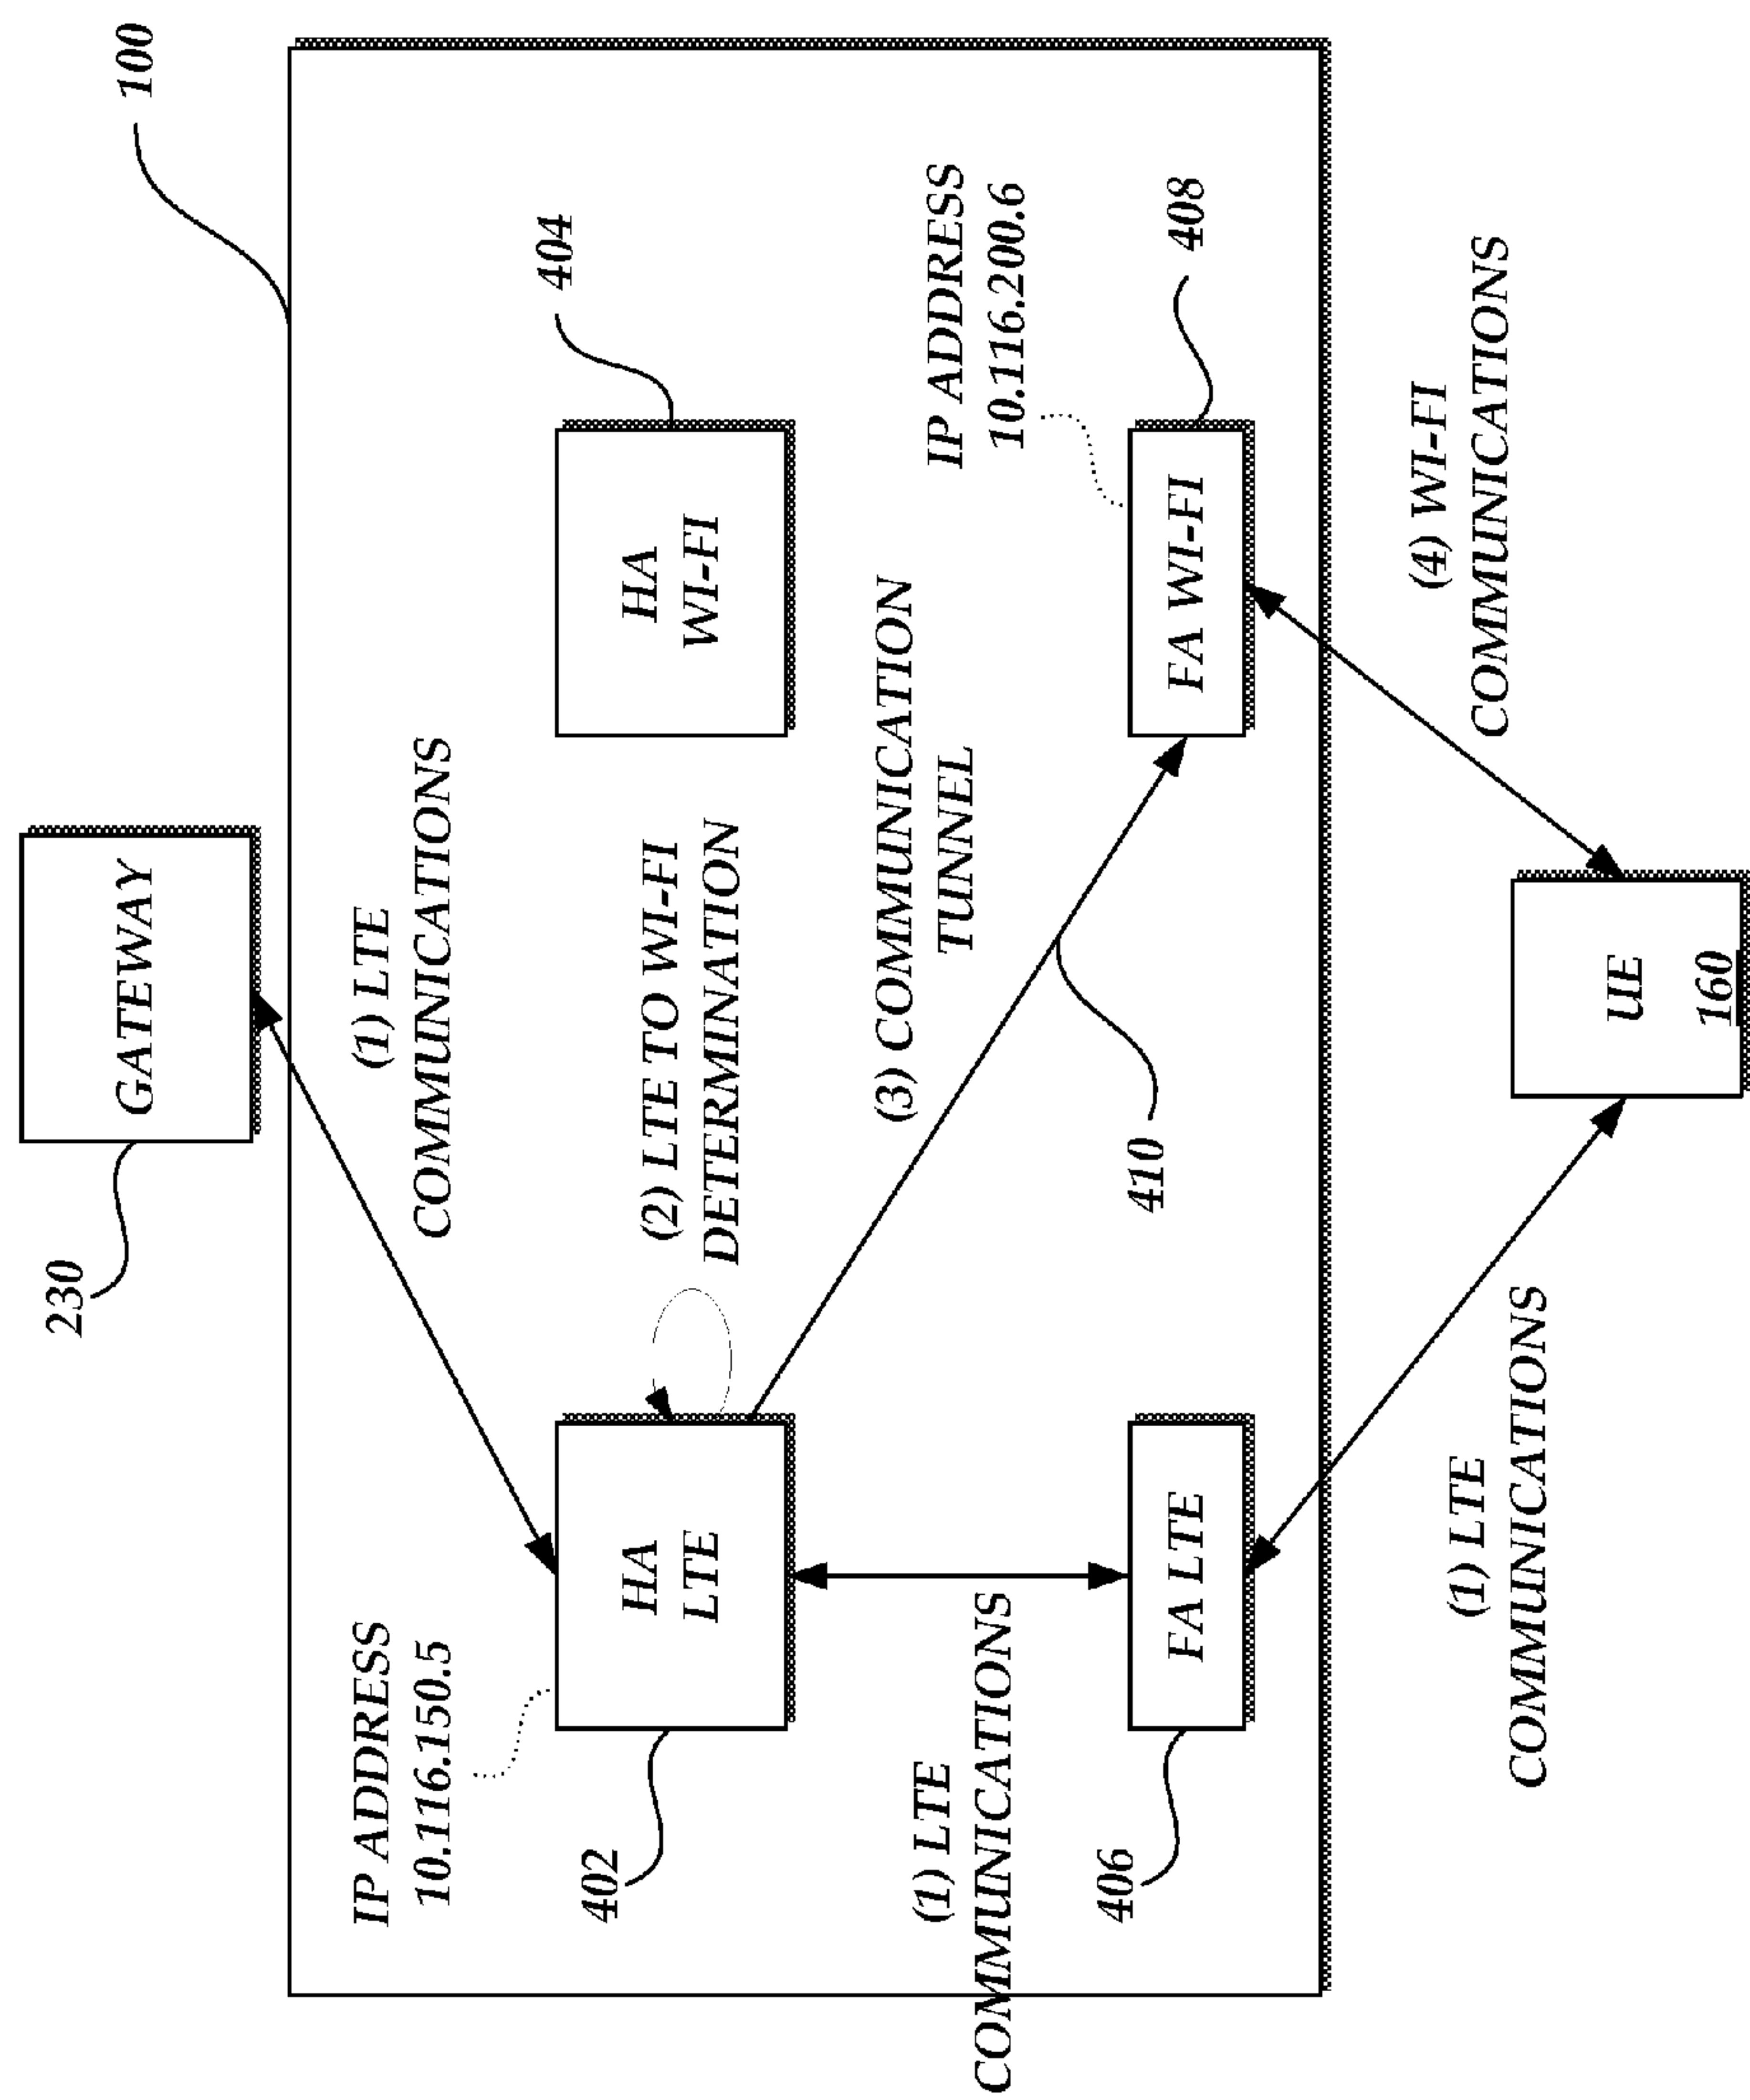 230
GATEWAY
100
IP ADDRESS
10.116.150.5
(1) LTE
COMMUNICATIONS
402
HA
LTE
(2) LTE TO WI-FI
DETERMINATION
HA
WI-FI
404
(1) LTE
COMMUNICATIONS
(3) COMMUNICATION
TUNNEL
IP ADDRESS
10.116.200.6
406
FA LTE
410
FA WI-FI
408
(1) LTE
COMMUNICATIONS
UE
160
(4) WI-FI
COMMUNICATIONS